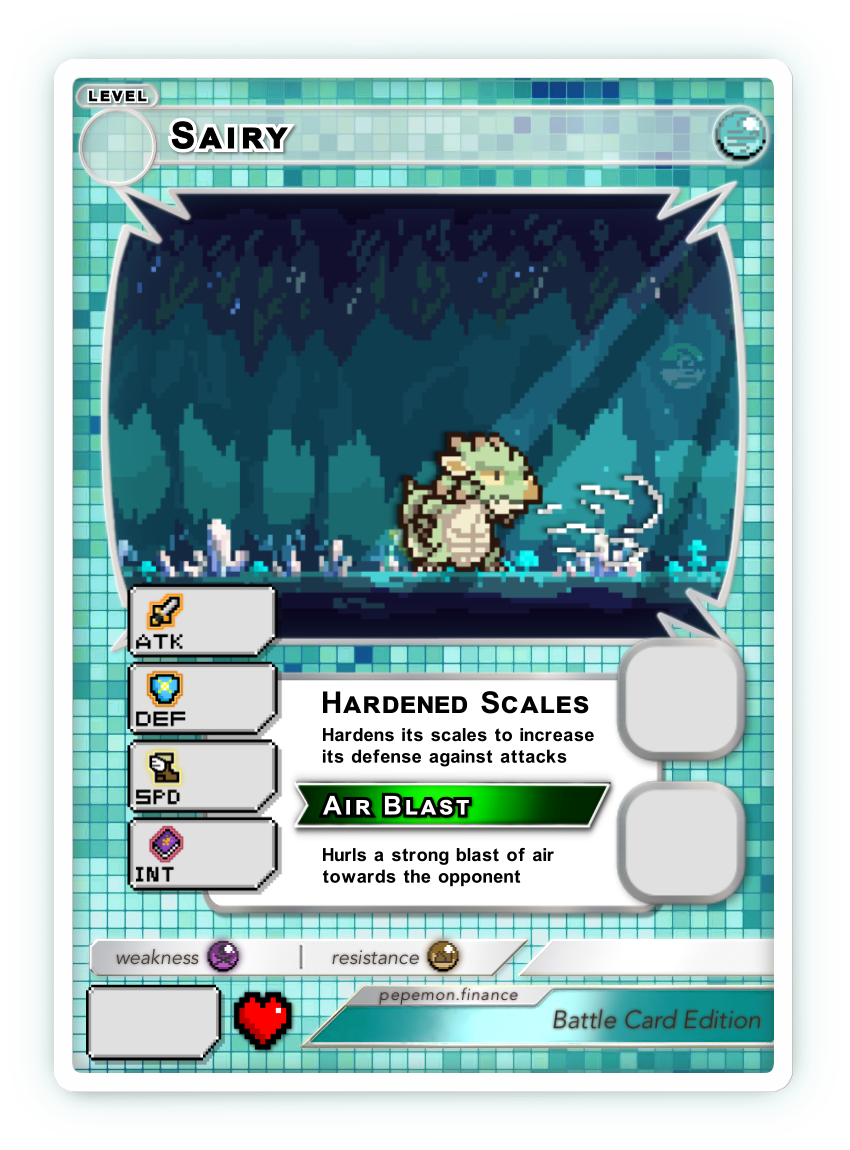 LEVEL
SAIRY
ATK
DEF
SPD
INT
HARDENED SCALES
Hardens its scales to increase
its defense against attacks
AIR BLAST
Hurls a strong blast of air
towards the opponent
weakness | resistance
pepemon.finance
Battle Card Edition